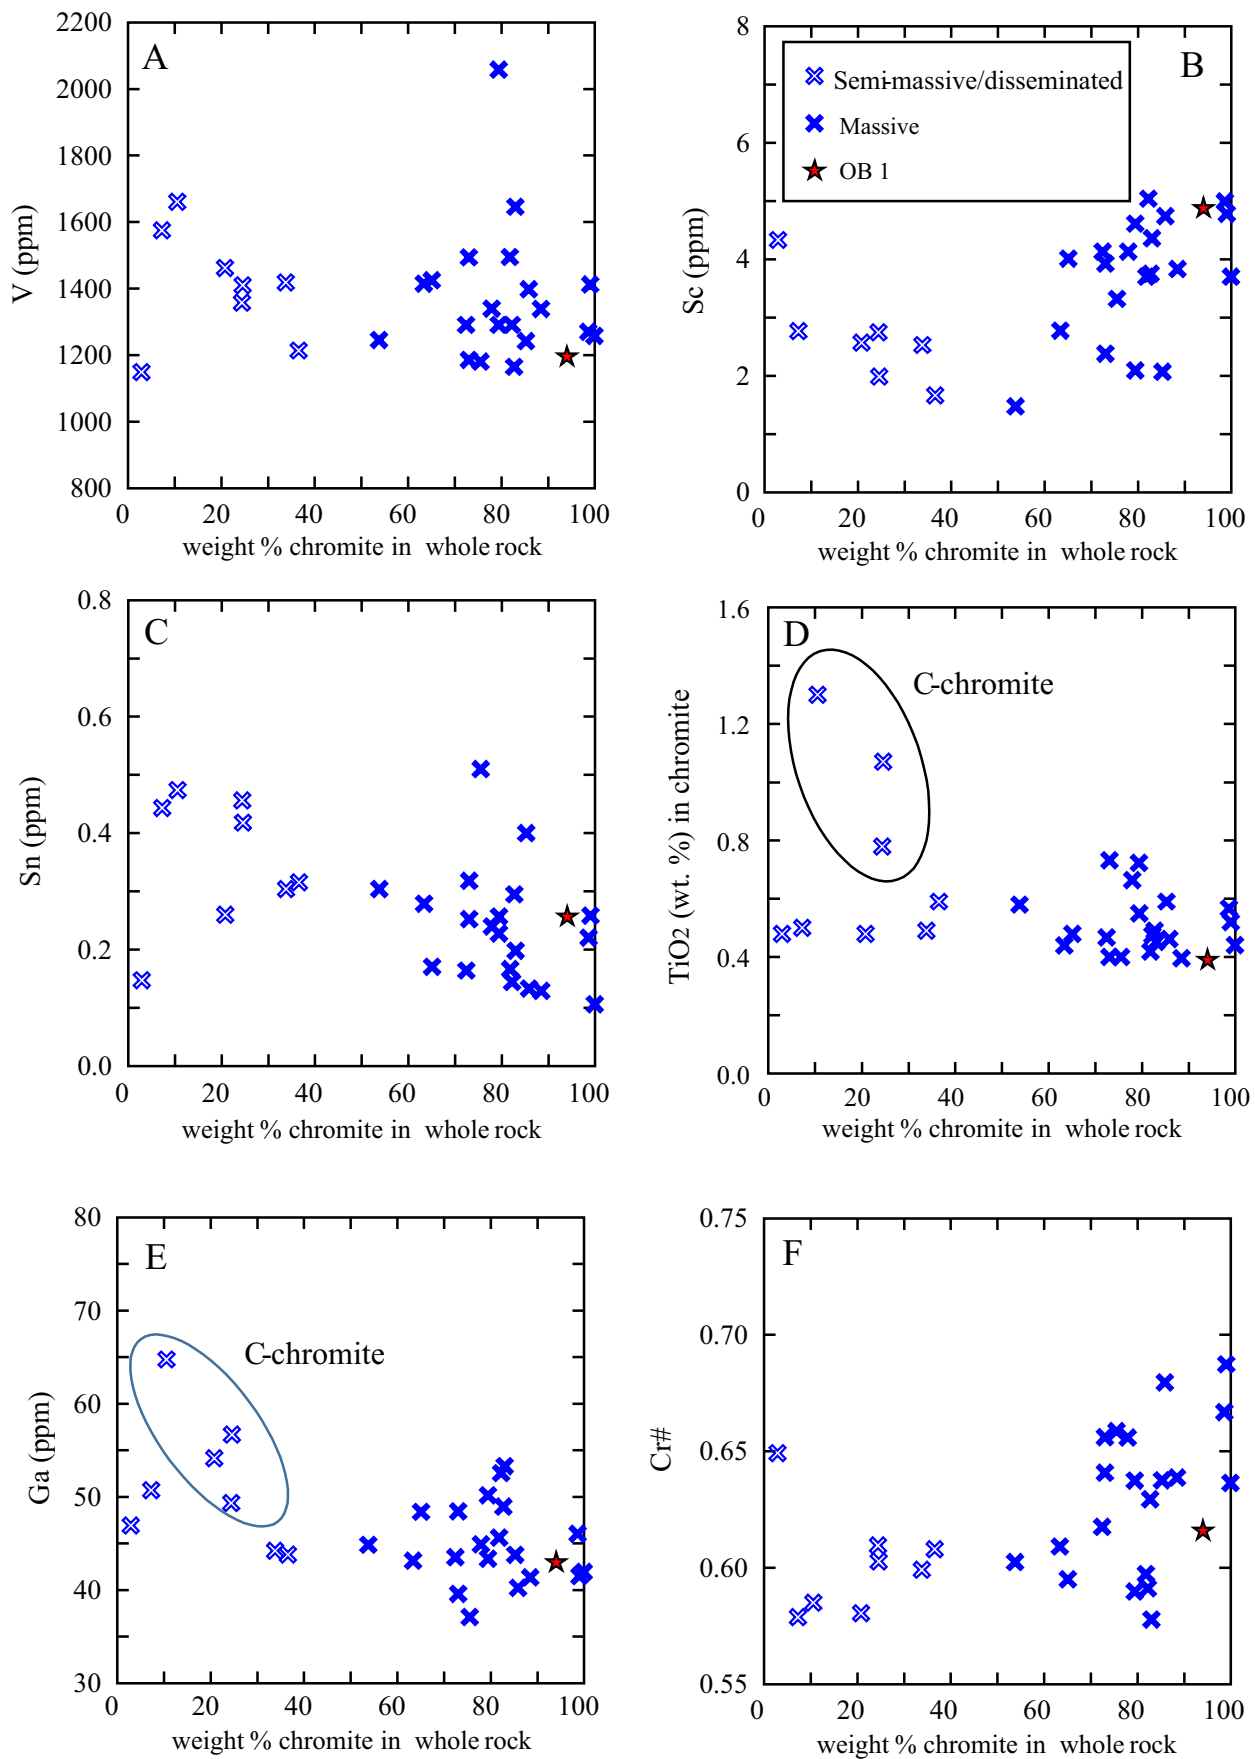 A
2200
2000
1800
1600
1400
1200
1000
800
V (ppm)
0 20 40 60 80 100
weight % chromite in whole rock
B
8
6
4
2
0
Sc (ppm)
Semi-massive/disseminated
Massive
OB 1
0 20 40 60 80 100
weight % chromite in whole rock
C
0.8
0.6
0.4
0.2
0.0
Sn (ppm)
0 20 40 60 80 100
weight % chromite in whole rock
D
C-chromite
1.6
1.2
0.8
0.4
0.0
TiO2 (wt. %) in chromite
0 20 40 60 80 100
weight % chromite in whole rock
E
C-chromite
80
70
60
50
40
30
Ga (ppm)
0 20 40 60 80 100
weight % chromite in whole rock
F
0.75
0.70
0.65
0.60
0.55
Cr#
0 20 40 60 80 100
weight % chromite in whole rock